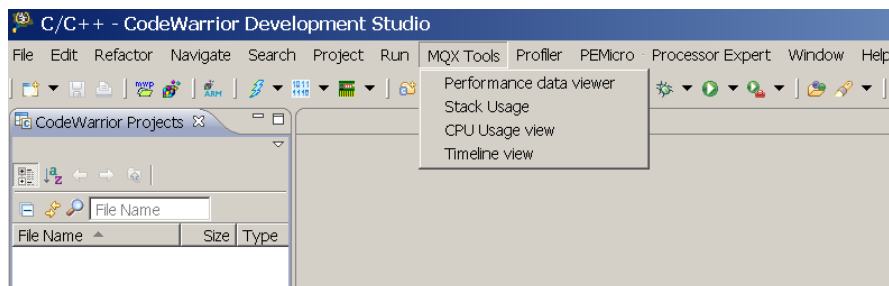 C/C++ - CodeWarrior Development Studio
File Edit Refactor Navigate Search Project Run MQX Tools Profiler PEMicro Processor Expert Window Help
Performance data viewer
Stack Usage
CPU Usage view
Timeline view
CodeWarrior Projects
File Name
File Name Size Type